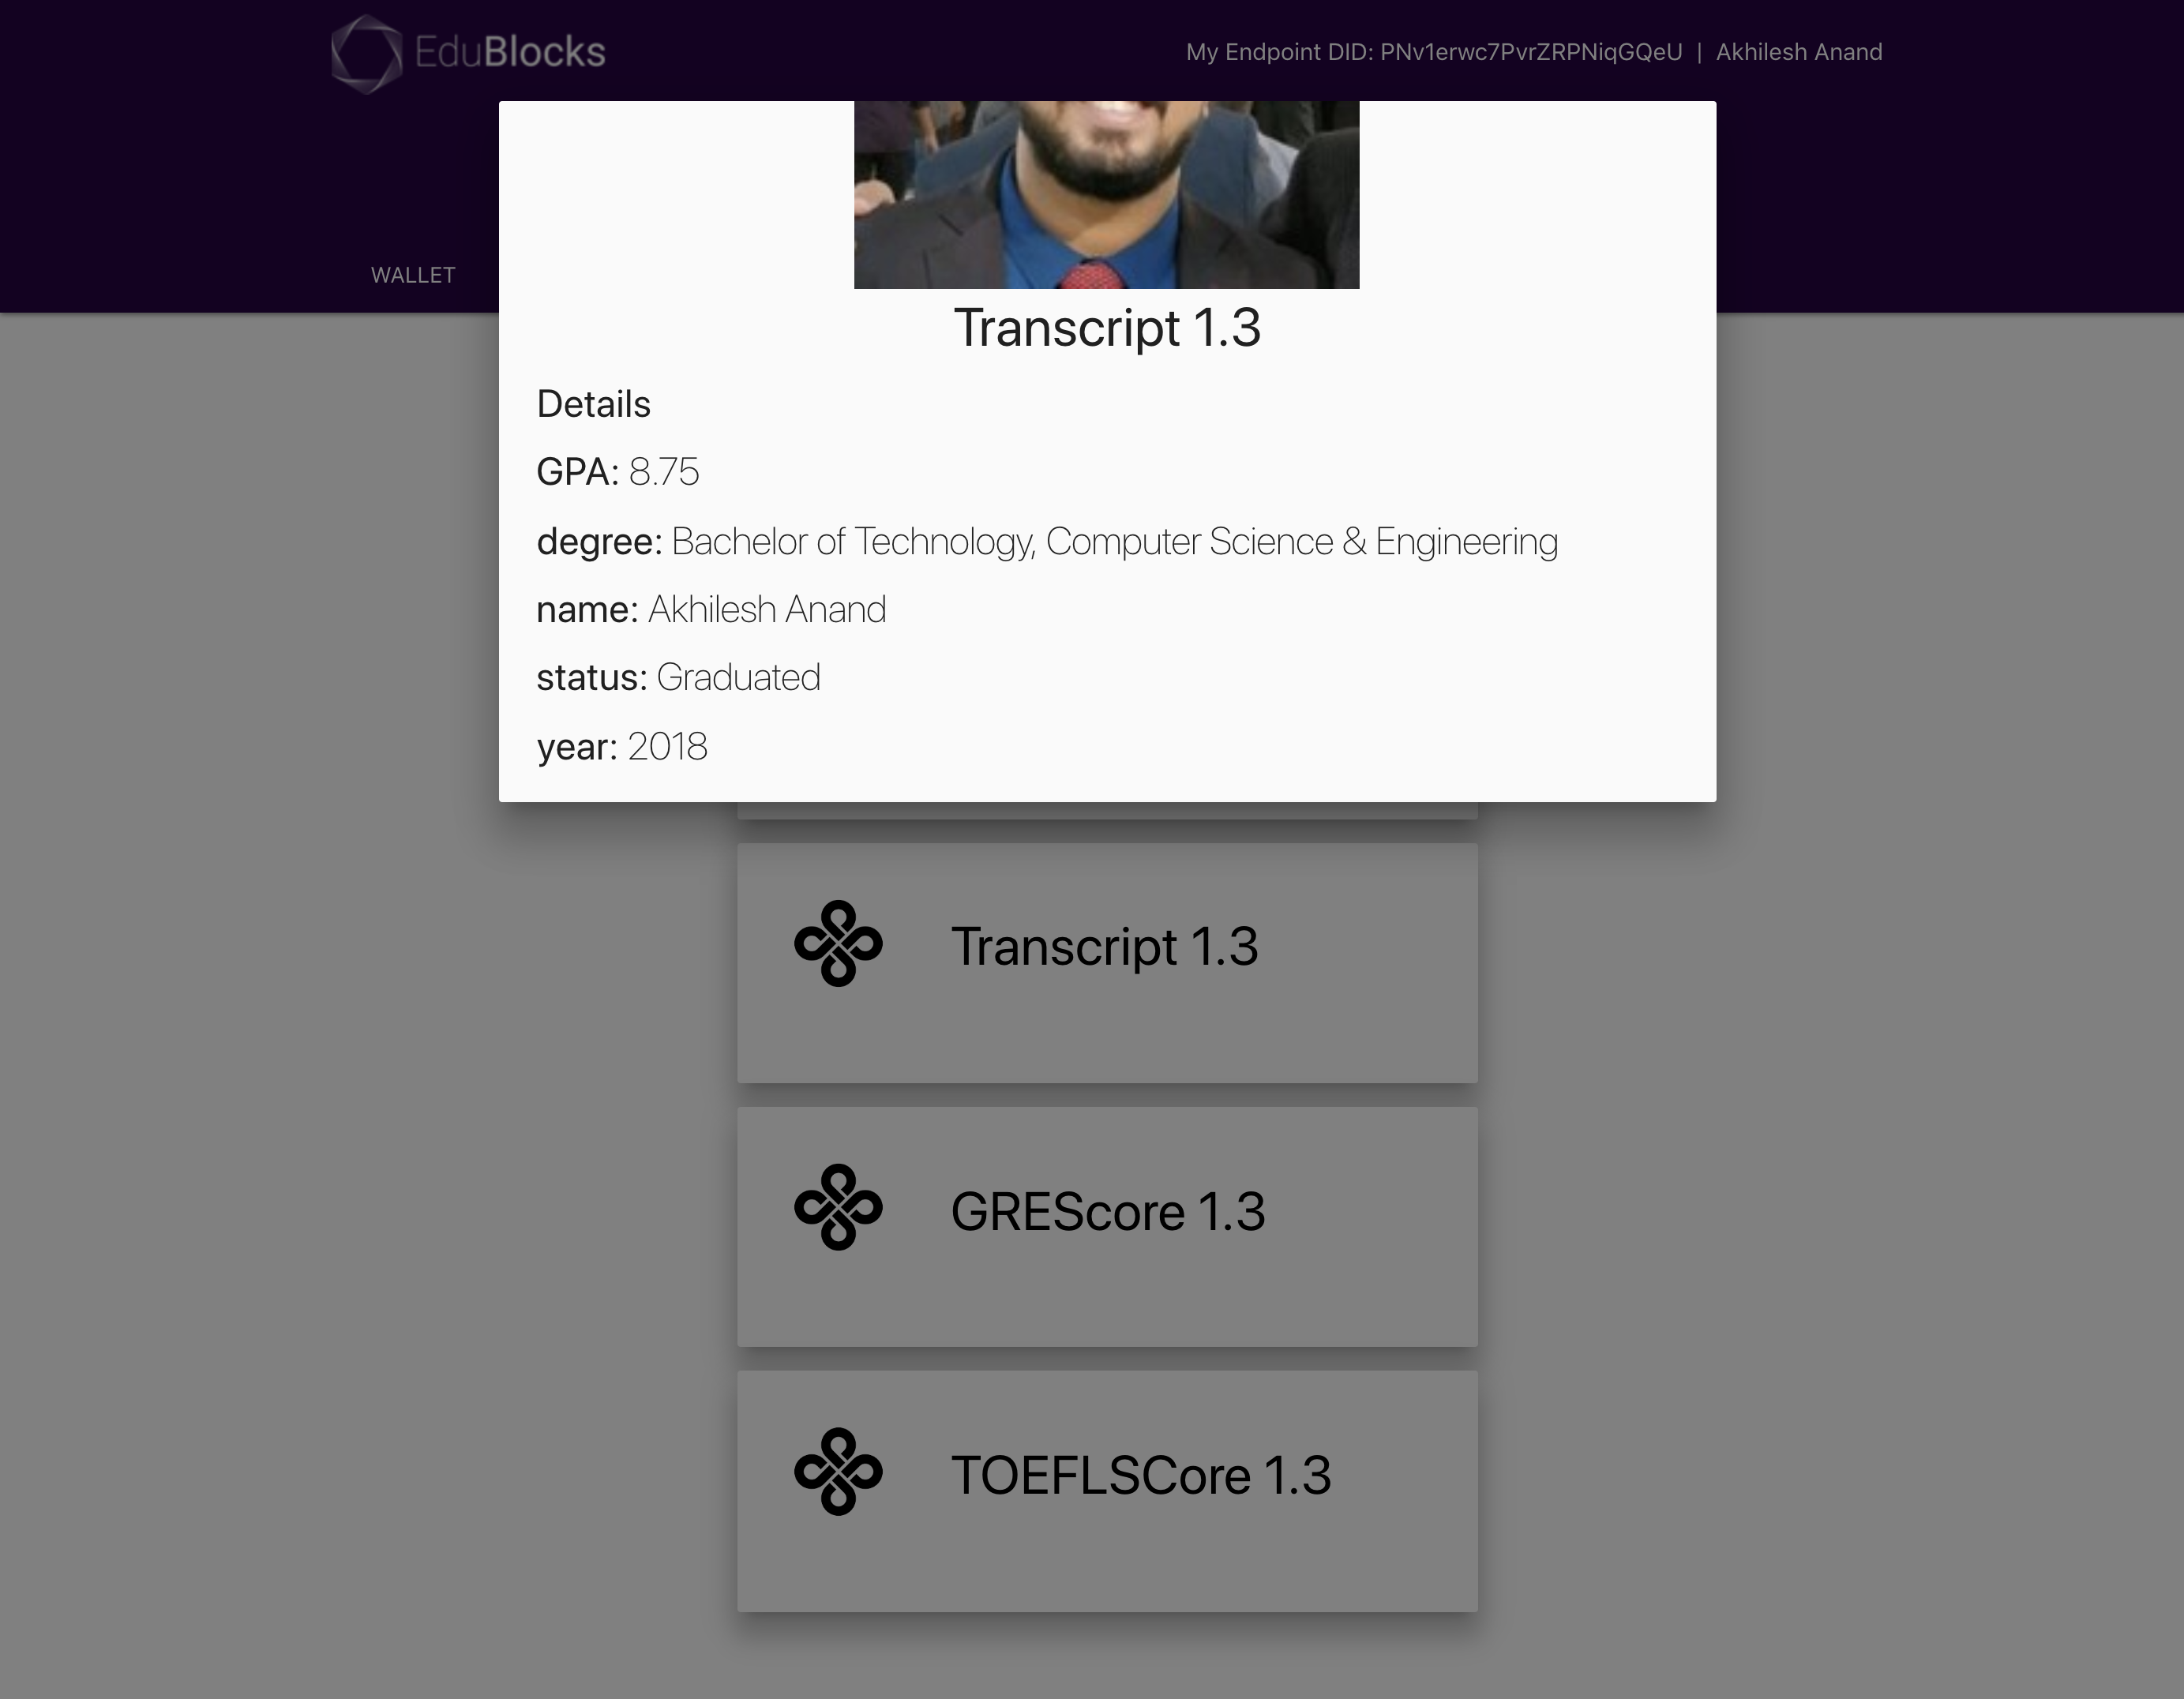 EduBlocks
My Endpoint DID: PNv1erwc7PvrZRPNiqGQeU | Akhilesh Anand
WALLET
Transcript 1.3
Details
GPA: 8.75
degree: Bachelor of Technology, Computer Science & Engineering
name: Akhilesh Anand
status: Graduated
year: 2018
Transcript 1.3
GREScore 1.3
TOEFLSCore 1.3